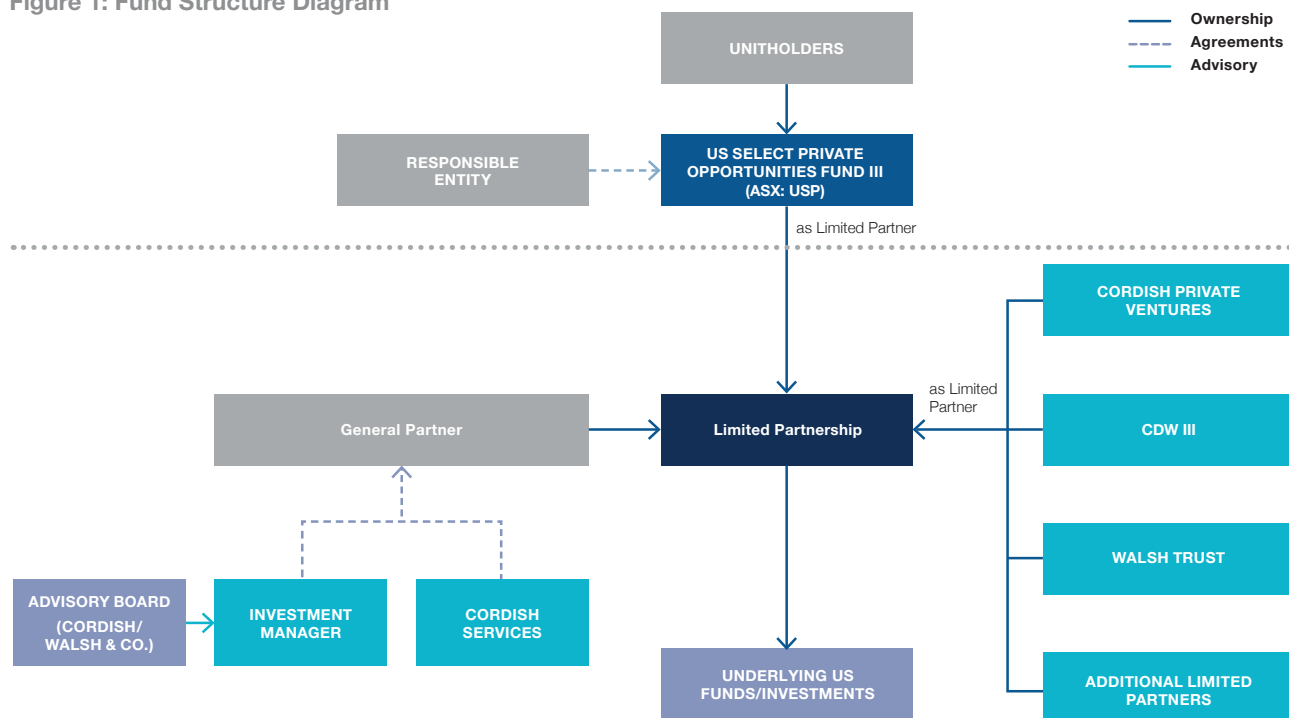 Figure 1: Fund Structure Diagram
Ownership
Agreements
Advisory
UNITHOLDERS
RESPONSIBLE
ENTITY
US SELECT PRIVATE
OPPORTUNITIES FUND III
(ASX: USP)
as Limited Partner
CORDISH PRIVATE
VENTURES
as Limited
Partner
General Partner
Limited Partnership
CDW III
WALSH TRUST
ADVISORY BOARD
(CORDISH/
WALSH & CO.)
INVESTMENT
MANAGER
CORDISH
SERVICES
UNDERLYING US
FUNDS/INVESTMENTS
ADDITIONAL LIMITED
PARTNERS